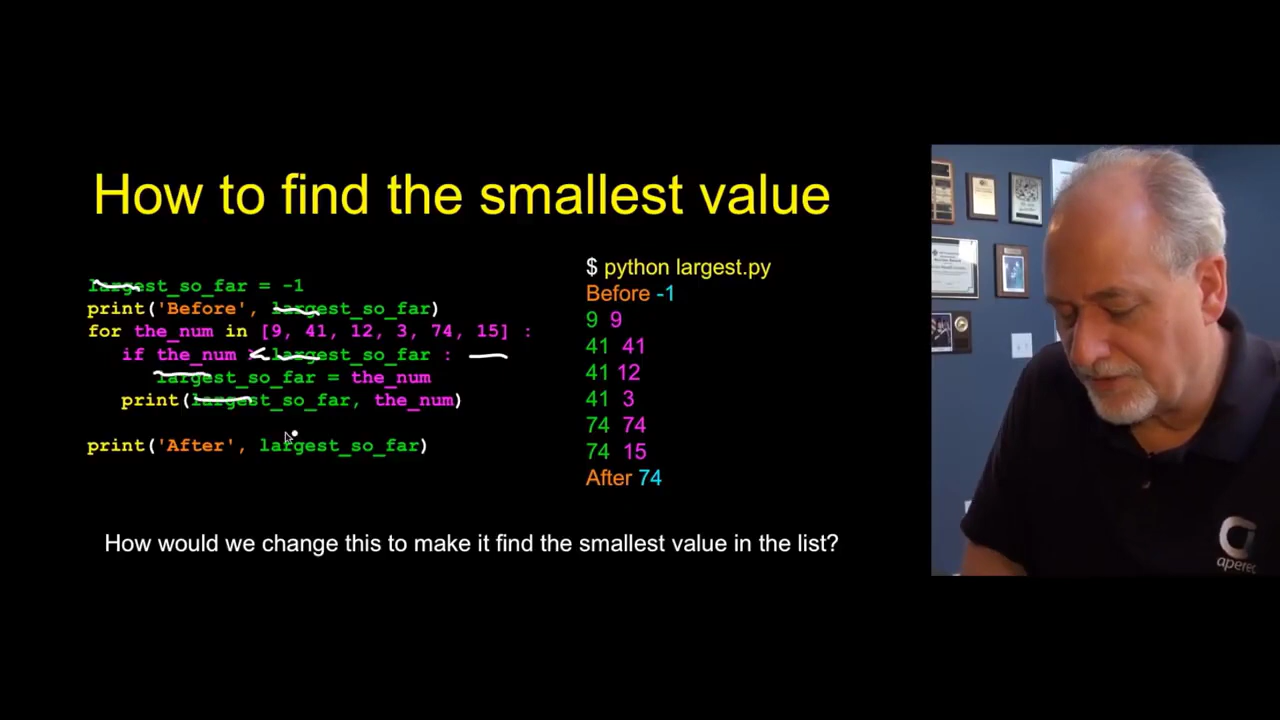 How to find the smallest value
largest_so_far = -1
print('Before', largest_so_far)
for the_num in [9, 41, 12, 3, 74, 15] :
if the_num < largest_so_far :
largest_so_far = the_num
print(largest_so_far, the_num)
print('After', largest_so_far)
$ python largest.py
Before -1
9 9
41 41
41 12
41 3
74 74
74 15
After 74
How would we change this to make it find the smallest value in the list?
apereo